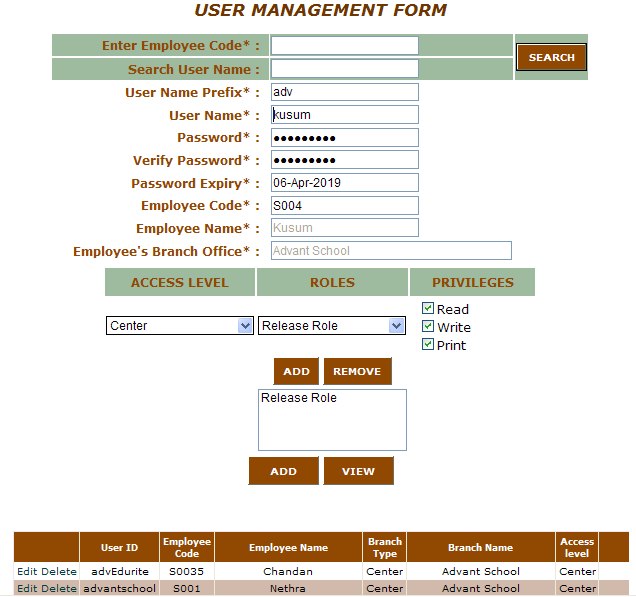 USER MANAGEMENT FORM
Enter Employee Code* :
Search User Name :
SEARCH
User Name Prefix* : adv
User Name* : kusum
Password* : •••••••••
Verify Password* : •••••••••
Password Expiry* : 06-Apr-2019
Employee Code* : S004
Employee Name* : Kusum
Employee's Branch Office* : Advant School
ACCESS LEVEL ROLES PRIVILEGES
Center Release Role
Read
Write
Print
ADD REMOVE
Release Role
ADD VIEW
User ID Employee Code Employee Name Branch Type Branch Name Access level
Edit Delete advEdurite S0035 Chandan Center Advant School Center
Edit Delete advantschool S001 Nethra Center Advant School Center